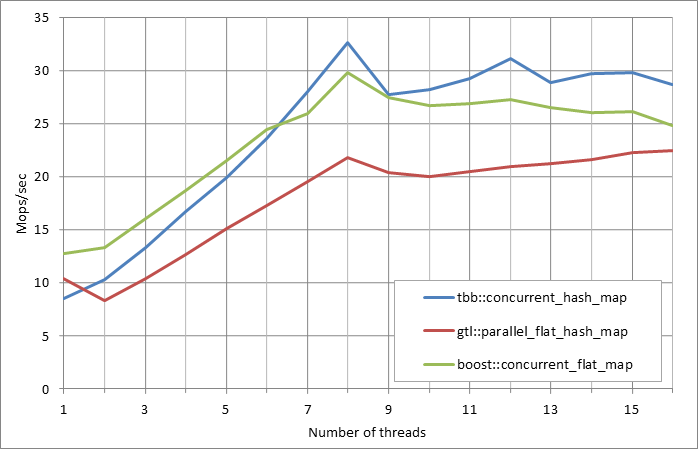 35
30
25
20
15
10
5
0
Mops/sec
tbb::concurrent_hash_map
gtl::parallel_flat_hash_map
boost::concurrent_flat_map
1 3 5 7 9 11 13 15
Number of threads